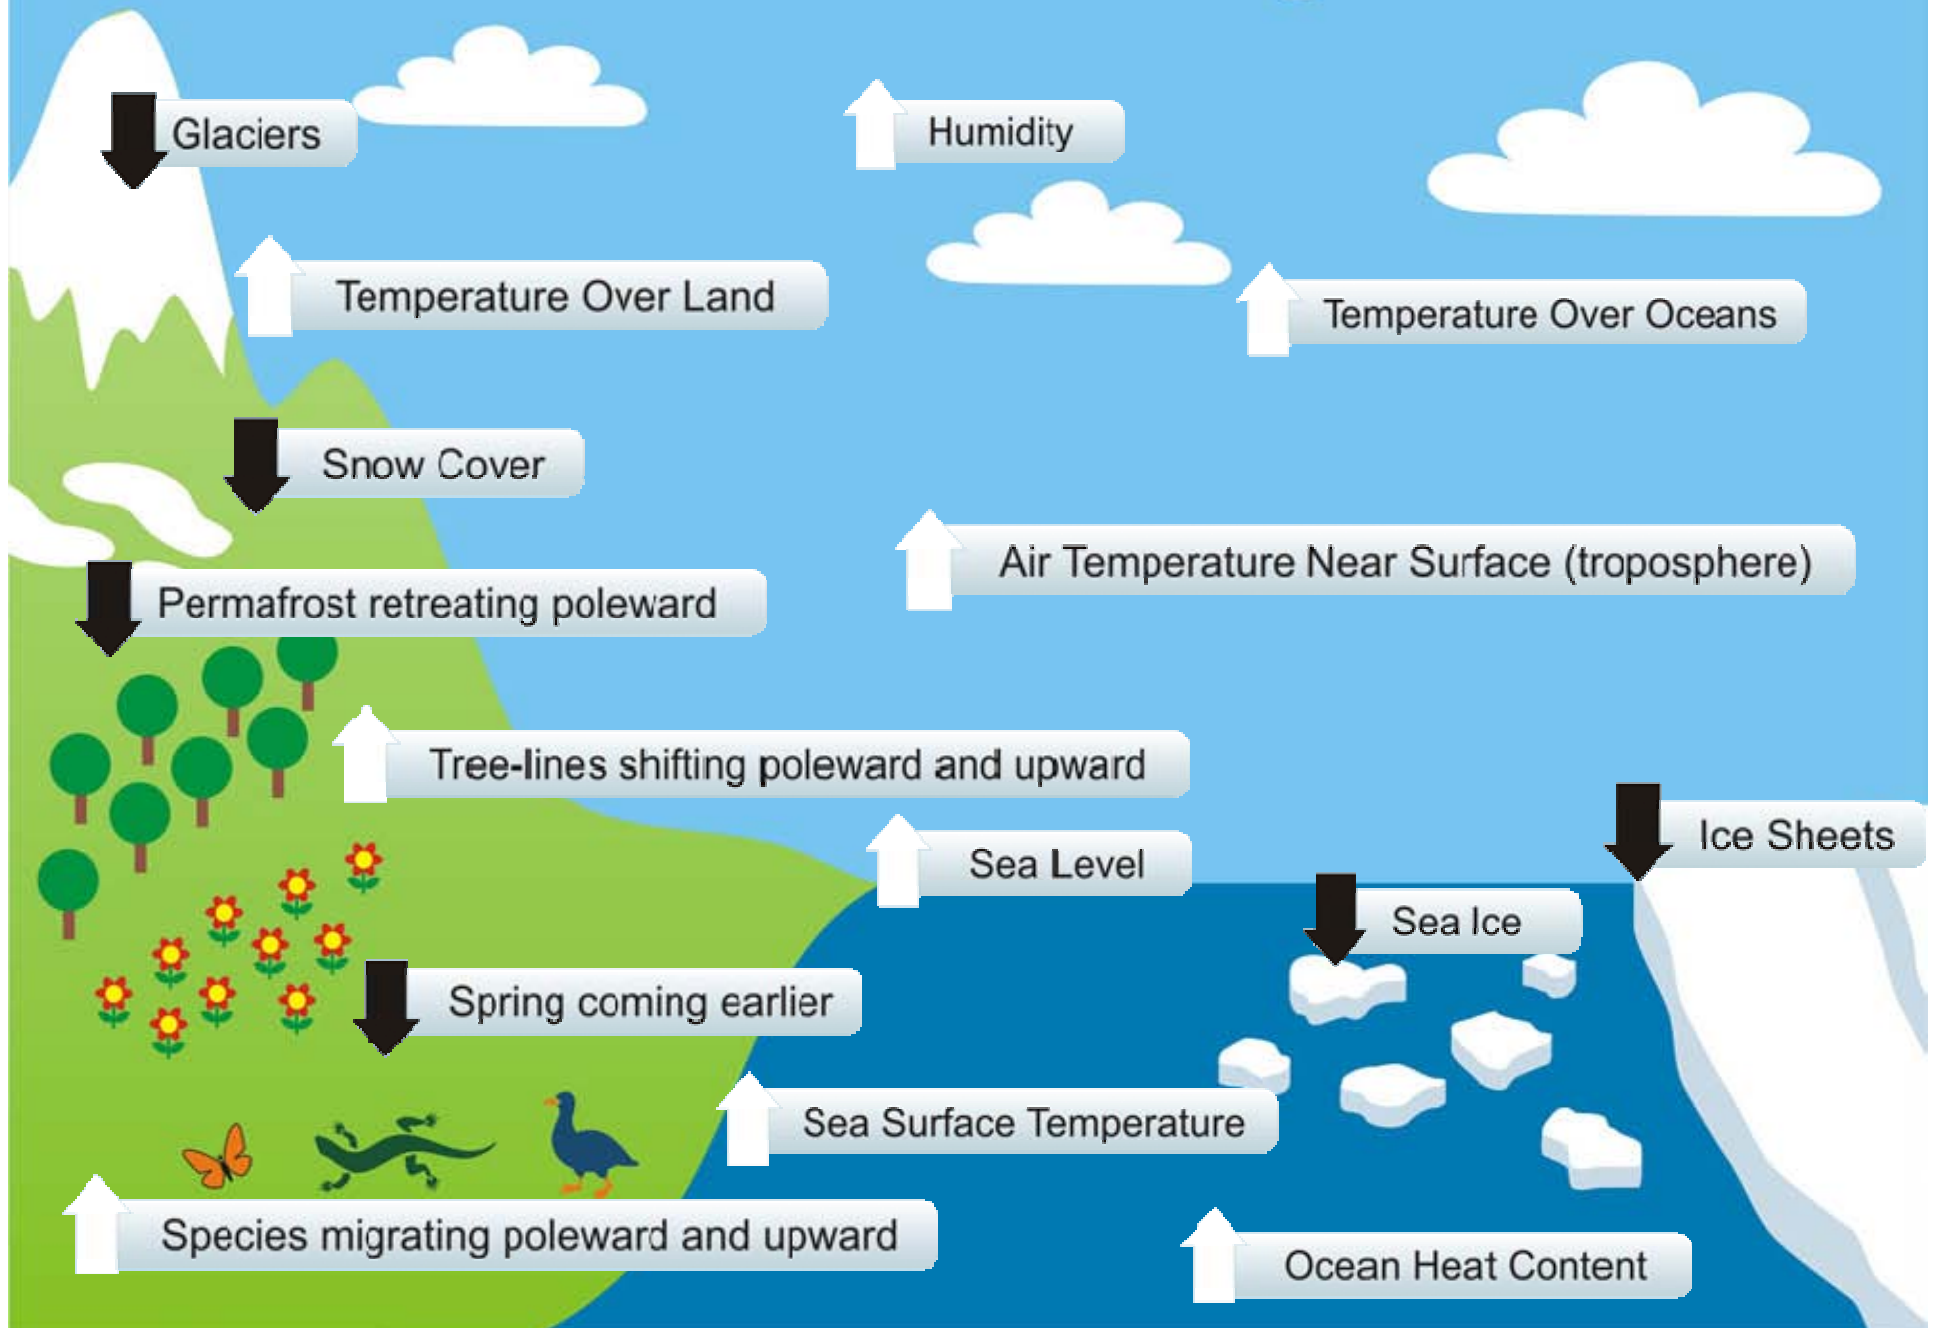 Glaciers
Humidity
Temperature Over Land
Temperature Over Oceans
Snow Cover
Air Temperature Near Surface (troposphere)
Permafrost retreating poleward
Tree-lines shifting poleward and upward
Ice Sheets
Sea Level
Sea Ice
Spring coming earlier
Sea Surface Temperature
Species migrating poleward and upward
Ocean Heat Content